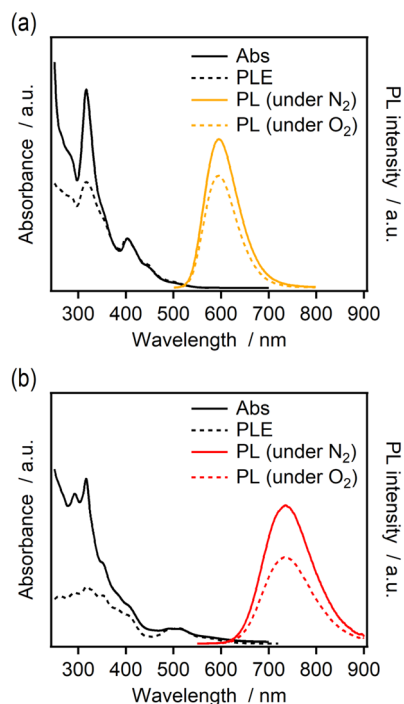 (a)
Abs
PLE
PL (under N2)
PL (under O2)
Absorbance / a.u.
PL intensity / a.u.
300 400 500 600 700 800 900
Wavelength / nm
(b)
Abs
PLE
PL (under N2)
PL (under O2)
Absorbance / a.u.
PL intensity / a.u.
300 400 500 600 700 800 900
Wavelength / nm